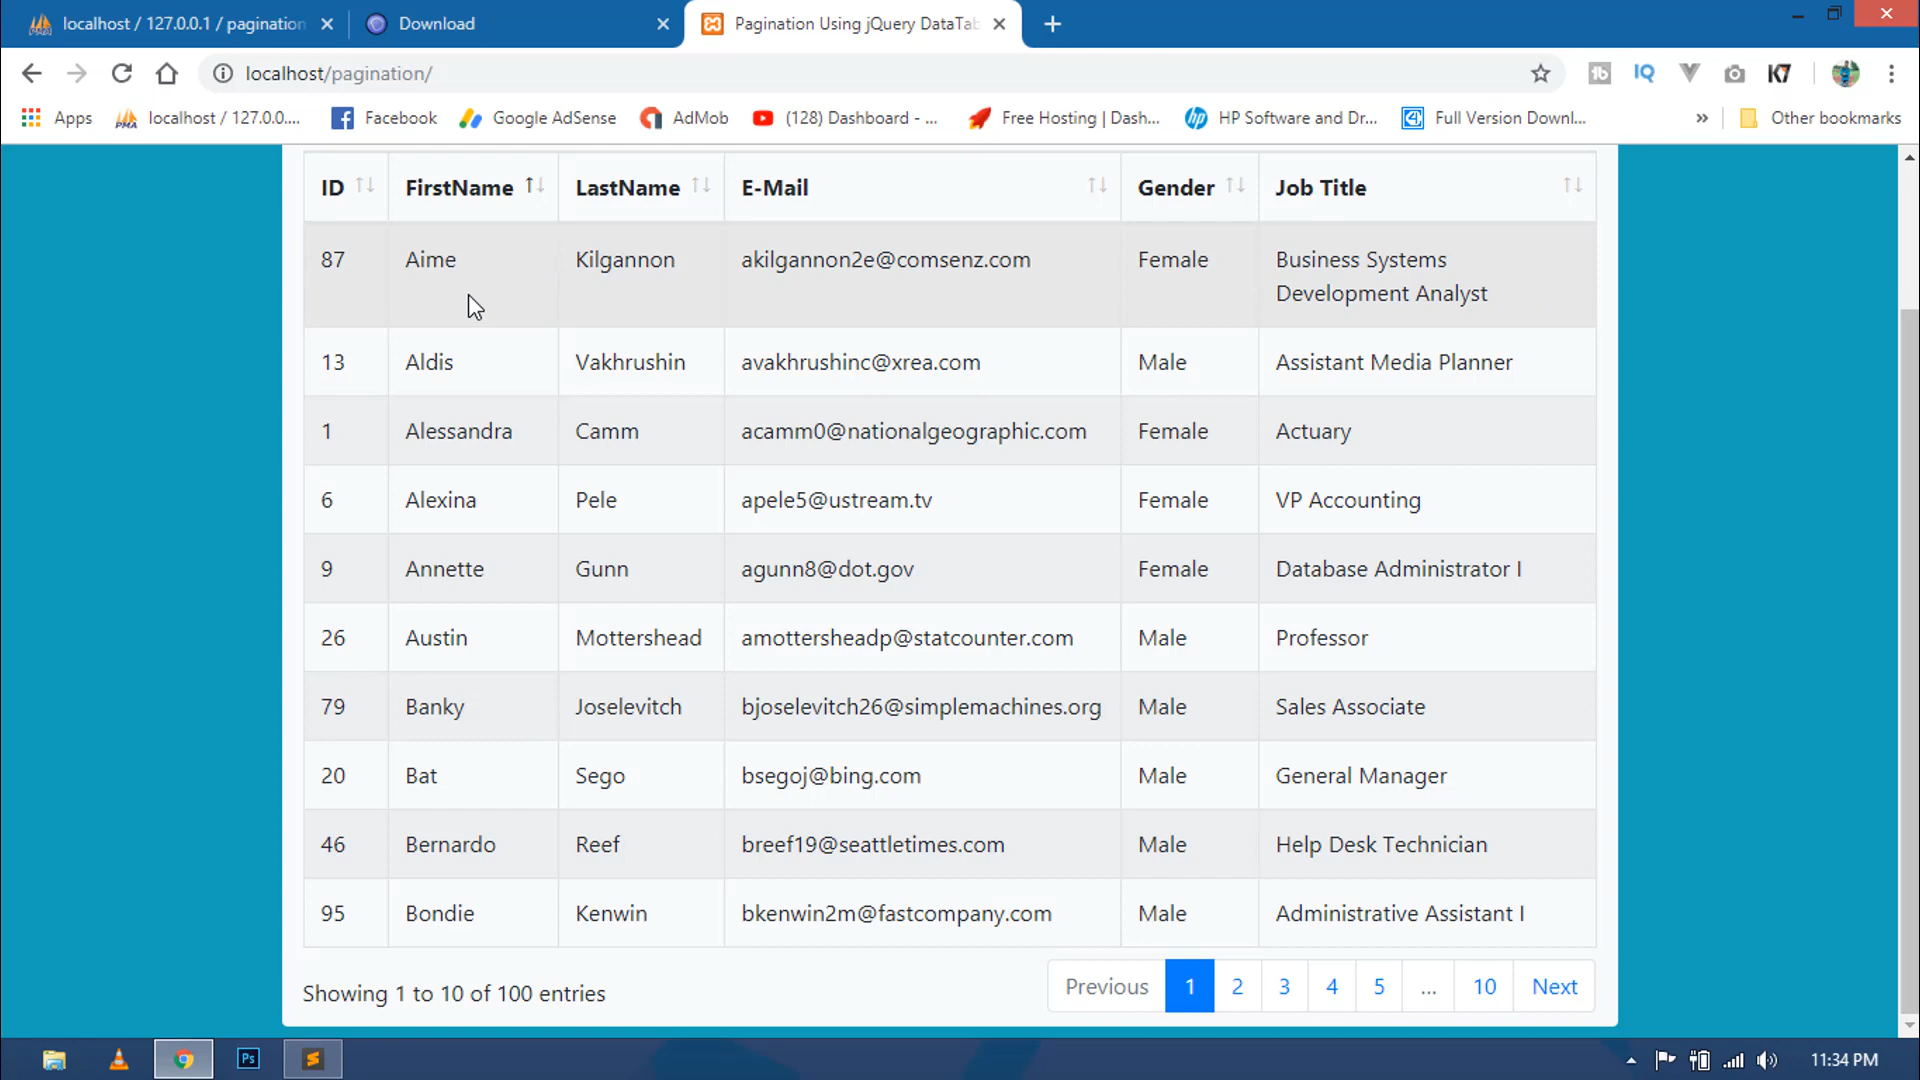 localhost / 127.0.0.1 / pagination
Download
Pagination Using jQuery DataTab
localhost/pagination/
tb
IQ
K7
Apps
PMA localhost / 127.0.0....
Facebook
Google AdSense
AdMob
(128) Dashboard - ...
Free Hosting | Dash...
hp HP Software and Dr...
Full Version Downl...
Other bookmarks
ID FirstName LastName E-Mail Gender Job Title
87 Aime Kilgannon akilgannon2e@comsenz.com Female Business Systems
Development Analyst
13 Aldis Vakhrushin avakhrushinc@xrea.com Male Assistant Media Planner
1 Alessandra Camm acamm0@nationalgeographic.com Female Actuary
6 Alexina Pele apele5@ustream.tv Female VP Accounting
9 Annette Gunn agunn8@dot.gov Female Database Administrator I
26 Austin Mottershead amottersheadp@statcounter.com Male Professor
79 Banky Joselevitch bjoselevitch26@simplemachines.org Male Sales Associate
20 Bat Sego bsegoj@bing.com Male General Manager
46 Bernardo Reef breef19@seattletimes.com Male Help Desk Technician
95 Bondie Kenwin bkenwin2m@fastcompany.com Male Administrative Assistant I
Showing 1 to 10 of 100 entries
Previous 1 2 3 4 5 ... 10 Next
Ps
11:34 PM